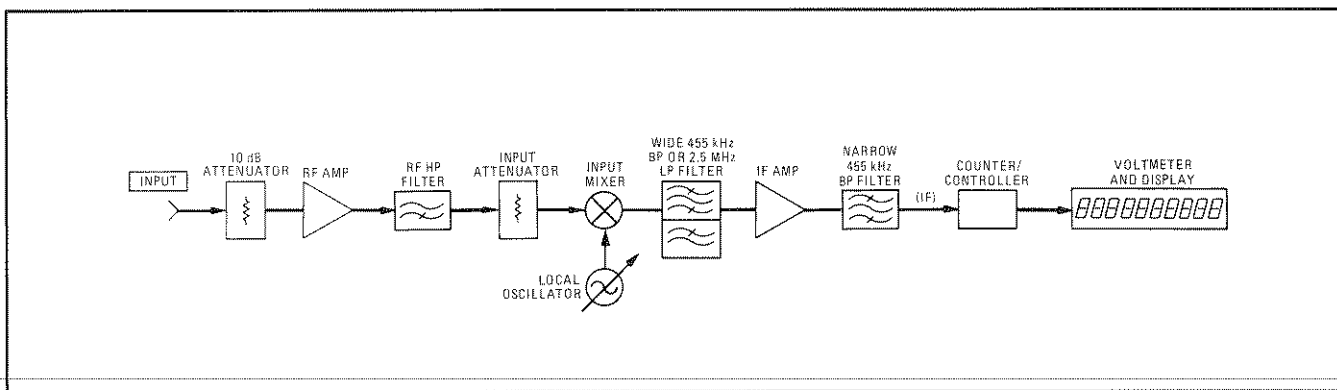 INPUT
10 dB
ATTENUATOR
RF AMP
RF HP
FILTER
INPUT
ATTENUATOR
INPUT
MIXER
LOCAL
OSCILLATOR
WIDE 455 kHz
BP OR 2.5 MHz
LP FILTER
IF AMP
NARROW
455 kHz
BP FILTER
(IF)
COUNTER/
CONTROLLER
VOLTMETER
AND DISPLAY
0000000000